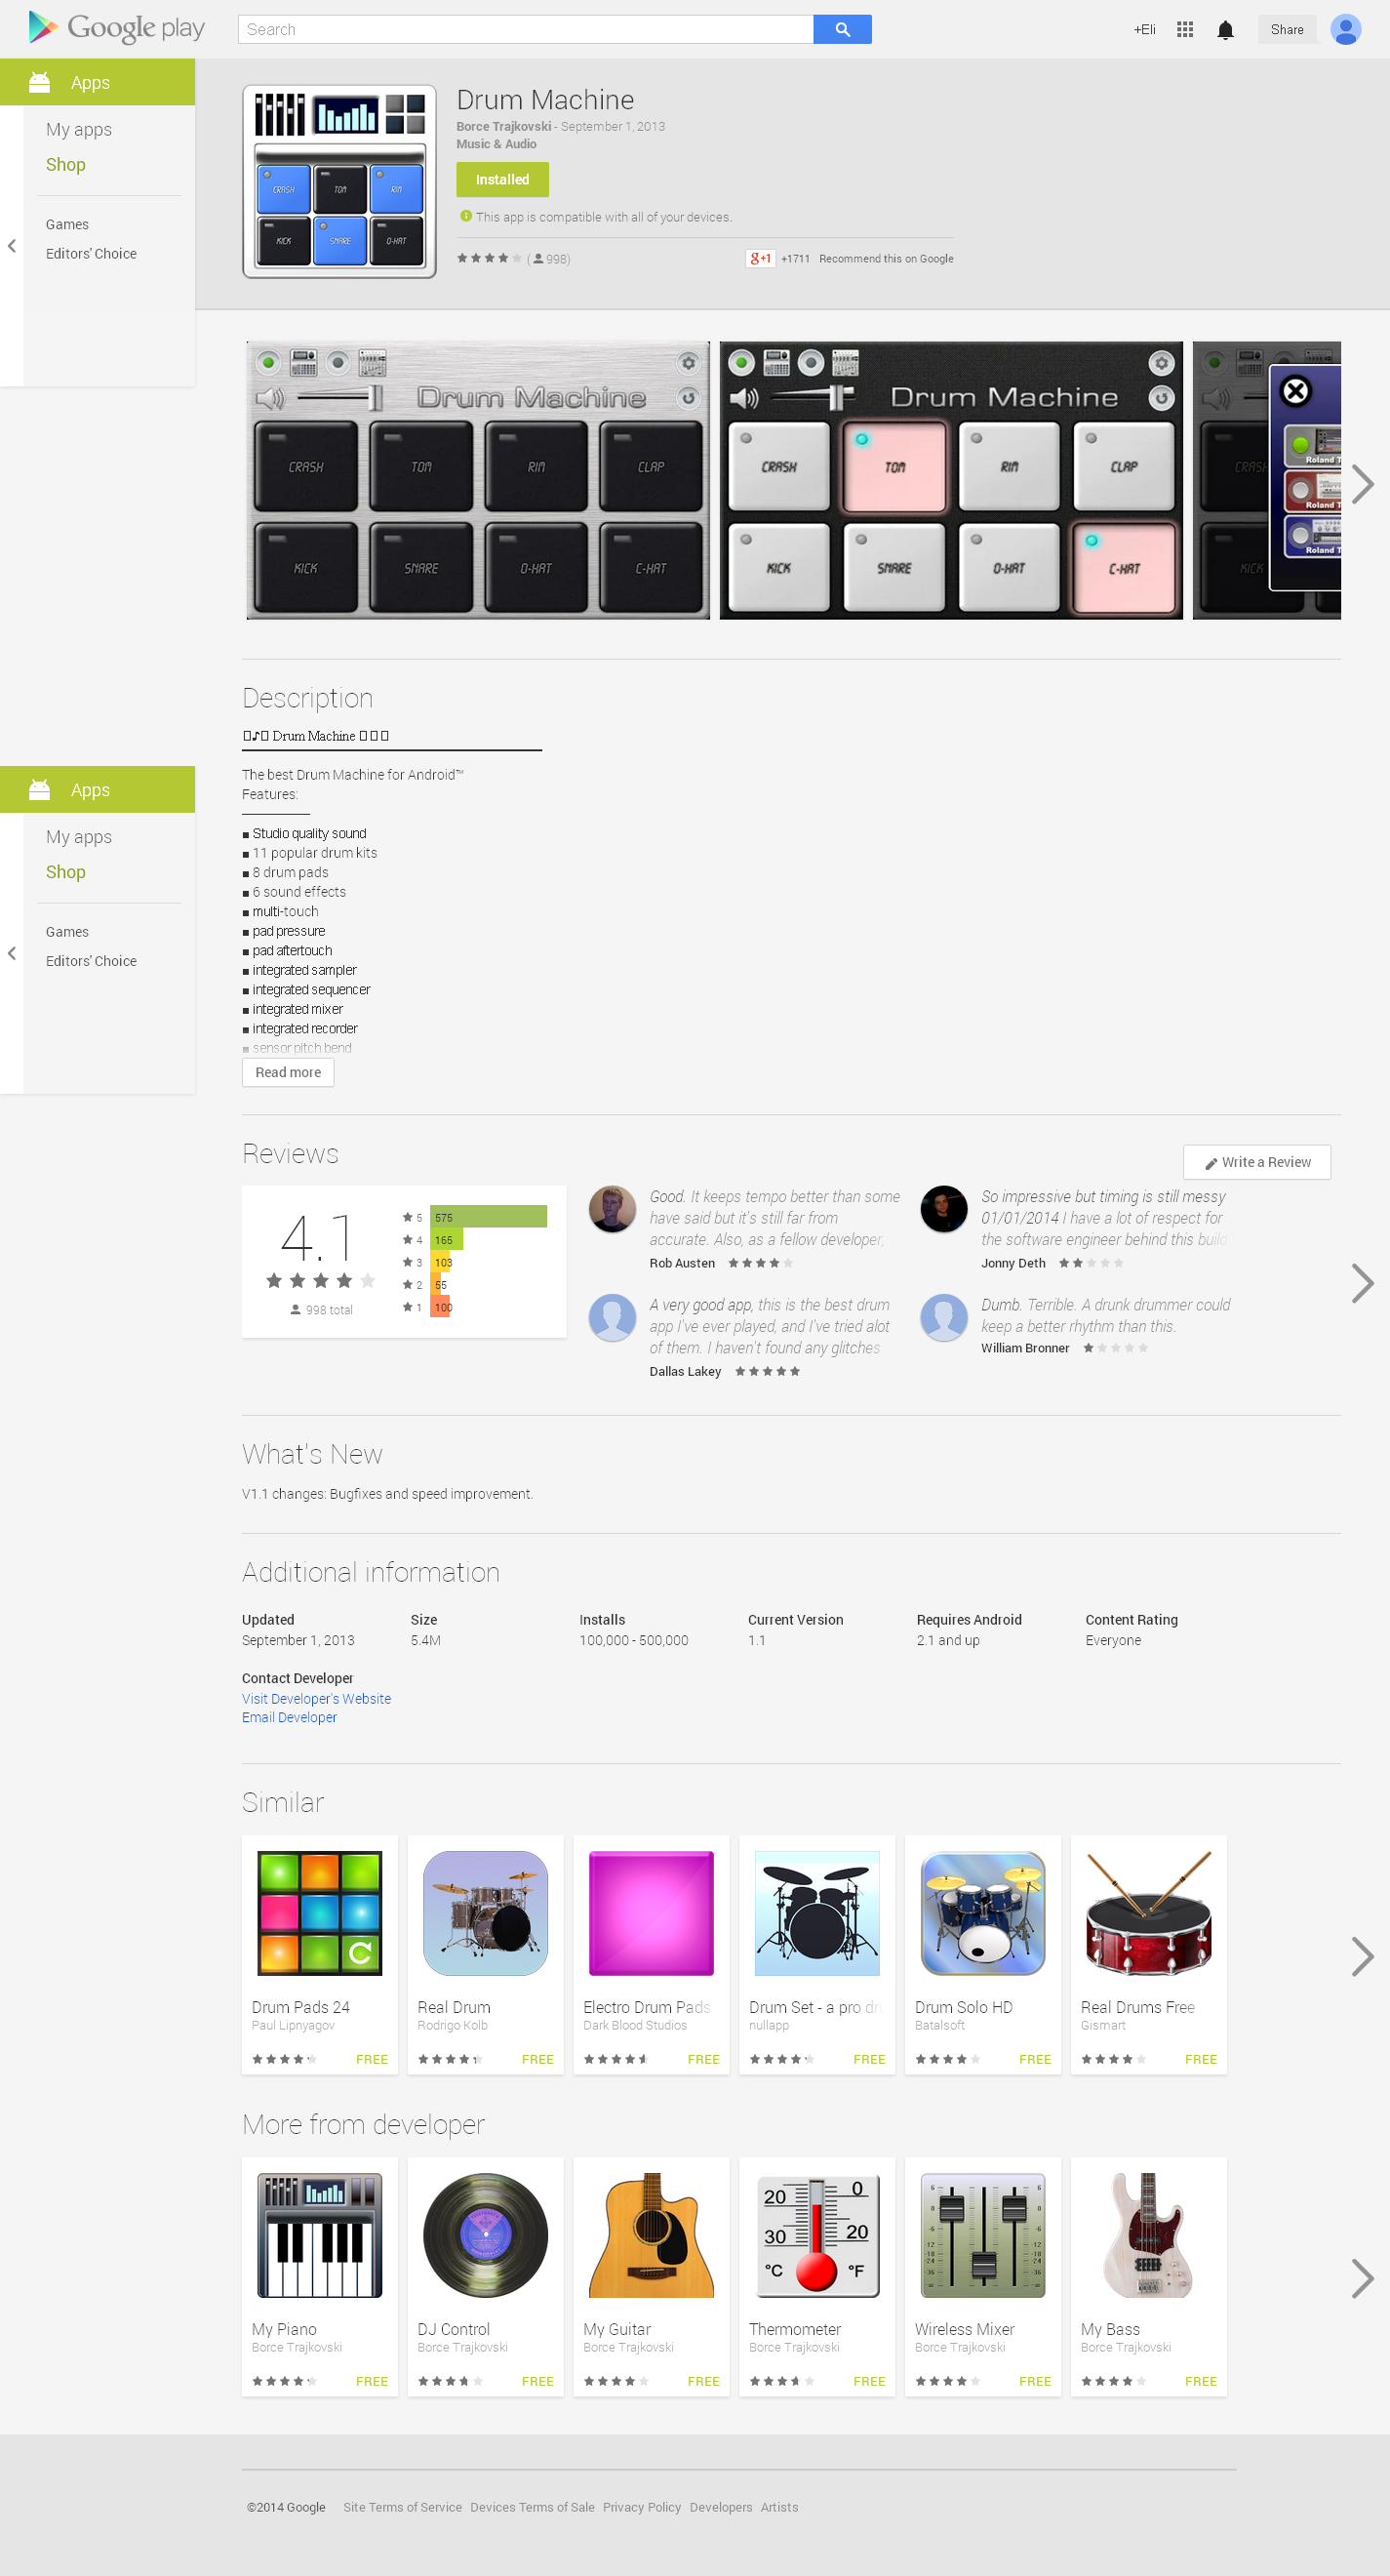 Google play
Search
+Eli
Share
Apps
My apps
Shop
Games
Editors' Choice
Drum Machine
Borce Trajkovski - September 1, 2013
Music & Audio
Installed
This app is compatible with all of your devices.
(998)
g+1 +1711 Recommend this on Google
CRASH TOM RIM
KICK SNARE O-HAT
Drum Machine
CRASH TOM RIM CLAP
KICK SNARE O-HAT C-HAT
Drum Machine
CRASH TOM RIM CLAP
KICK SNARE O-HAT C-HAT
CRASH
KICK
Roland T
Roland T
Roland T
Description
♪ Drum Machine
The best Drum Machine for Android™
Features:
■ Studio quality sound
■ 11 popular drum kits
■ 8 drum pads
■ 6 sound effects
■ multi-touch
■ pad pressure
■ pad aftertouch
■ integrated sampler
■ integrated sequencer
■ integrated mixer
■ integrated recorder
■ sensor pitch bend
Read more
Apps
My apps
Shop
Games
Editors' Choice
Reviews
Write a Review
4.1
998 total
★ 5 575
★ 4 165
★ 3 103
★ 2 55
★ 1 100
Good. It keeps tempo better than some
have said but it's still far from
accurate. Also, as a fellow developer,
Rob Austen
So impressive but timing is still messy
01/01/2014 I have a lot of respect for
the software engineer behind this build
Jonny Deth
A very good app, this is the best drum
app I've ever played, and I've tried alot
of them. I haven't found any glitches
Dallas Lakey
Dumb. Terrible. A drunk drummer could
keep a better rhythm than this.
William Bronner
What's New
V1.1 changes: Bugfixes and speed improvement.
Additional information
Updated
September 1, 2013
Size
5.4M
Installs
100,000 - 500,000
Current Version
1.1
Requires Android
2.1 and up
Content Rating
Everyone
Contact Developer
Visit Developer's Website
Email Developer
Similar
Drum Pads 24
Paul Lipnyagov
FREE
Real Drum
Rodrigo Kolb
FREE
Electro Drum Pads
Dark Blood Studios
FREE
Drum Set - a pro dru
nullapp
FREE
Drum Solo HD
Batalsoft
FREE
Real Drums Free
Gismart
FREE
More from developer
My Piano
Borce Trajkovski
FREE
DJ Control
Borce Trajkovski
FREE
My Guitar
Borce Trajkovski
FREE
20 0
30 20
°C °F
Thermometer
Borce Trajkovski
FREE
Wireless Mixer
Borce Trajkovski
FREE
My Bass
Borce Trajkovski
FREE
©2014 Google Site Terms of Service Devices Terms of Sale Privacy Policy Developers Artists